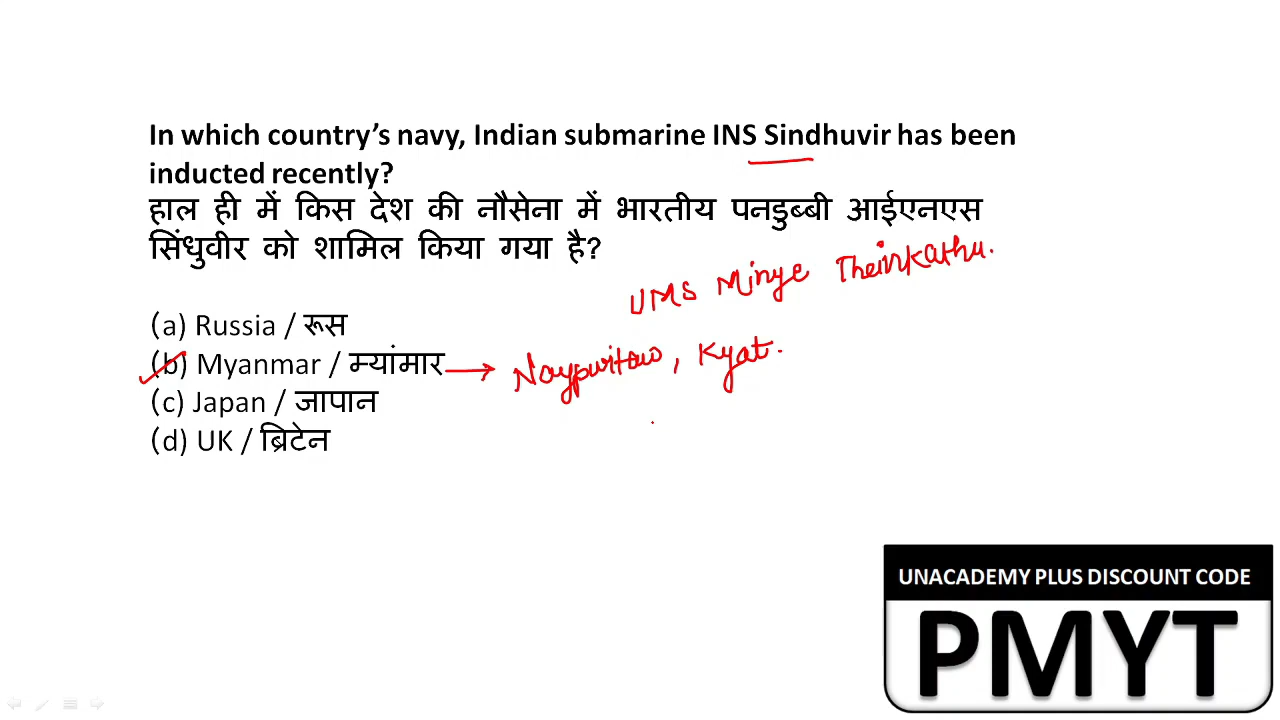 In which country's navy, Indian submarine INS Sindhuvir has been
inducted recently?
हाल ही में किस देश की नौसेना में भारतीय पनडुब्बी आईएनएस
सिंधुवीर को शामिल किया गया है?
UMS Minye Theinkathu.
(a) Russia / रूस
(b) Myanmar / म्यांमार → Naypwitaw, Kyat.
(c) Japan / जापान
(d) UK / ब्रिटेन
UNACADEMY PLUS DISCOUNT CODE
PMYT